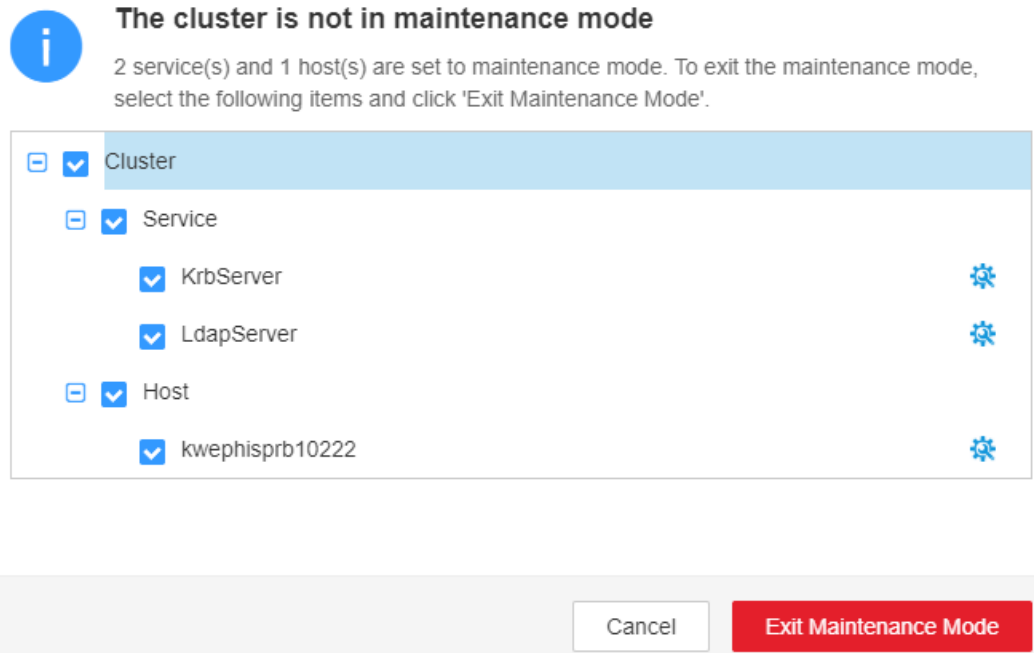 The cluster is not in maintenance mode
2 service(s) and 1 host(s) are set to maintenance mode. To exit the maintenance mode,
select the following items and click 'Exit Maintenance Mode'.
Cluster
Service
KrbServer
LdapServer
Host
kwephisprb10222
Cancel
Exit Maintenance Mode